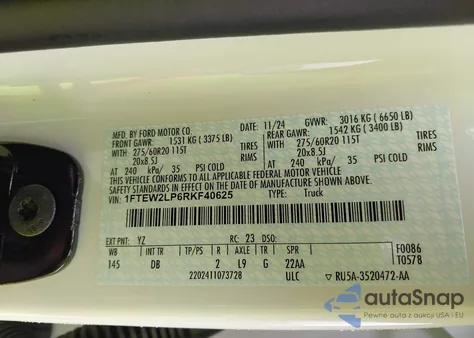 MFD. BY FORD MOTOR CO. 11/24 GVWR: 3016 KG ( 6650 LB)
FRONT GAWR: 1531 KG ( 3375 LB) REAR GAWR: 1542 KG ( 3400 LB)
WITH 275/60R20 115T WITH 275/60R20 115T
TIRES 20x8.5J TIRES 20x8.5J
RIMS RIMS
AT 240 kPa/ 35 PSI COLD AT 240 kPa/ 35 PSI COLD
THIS VEHICLE CONFORMS TO ALL APPLICABLE FEDERAL MOTOR VEHICLE
SAFETY STANDARDS IN EFFECT ON THE DATE OF MANUFACTURE SHOWN ABOVE.
VIN: 1FTEW2LP6RKF40625 TYPE: Truck
EXT PNT: YZ RC: 23 DSO: F0086
WB INT TR TP/PS R AXLE TR SPR T0578
145 DB 2 L9 G 22AA
2202411073728 ULC RU5A-3520472-AA
autoSnap
Pewne auta z aukcji USA i EU